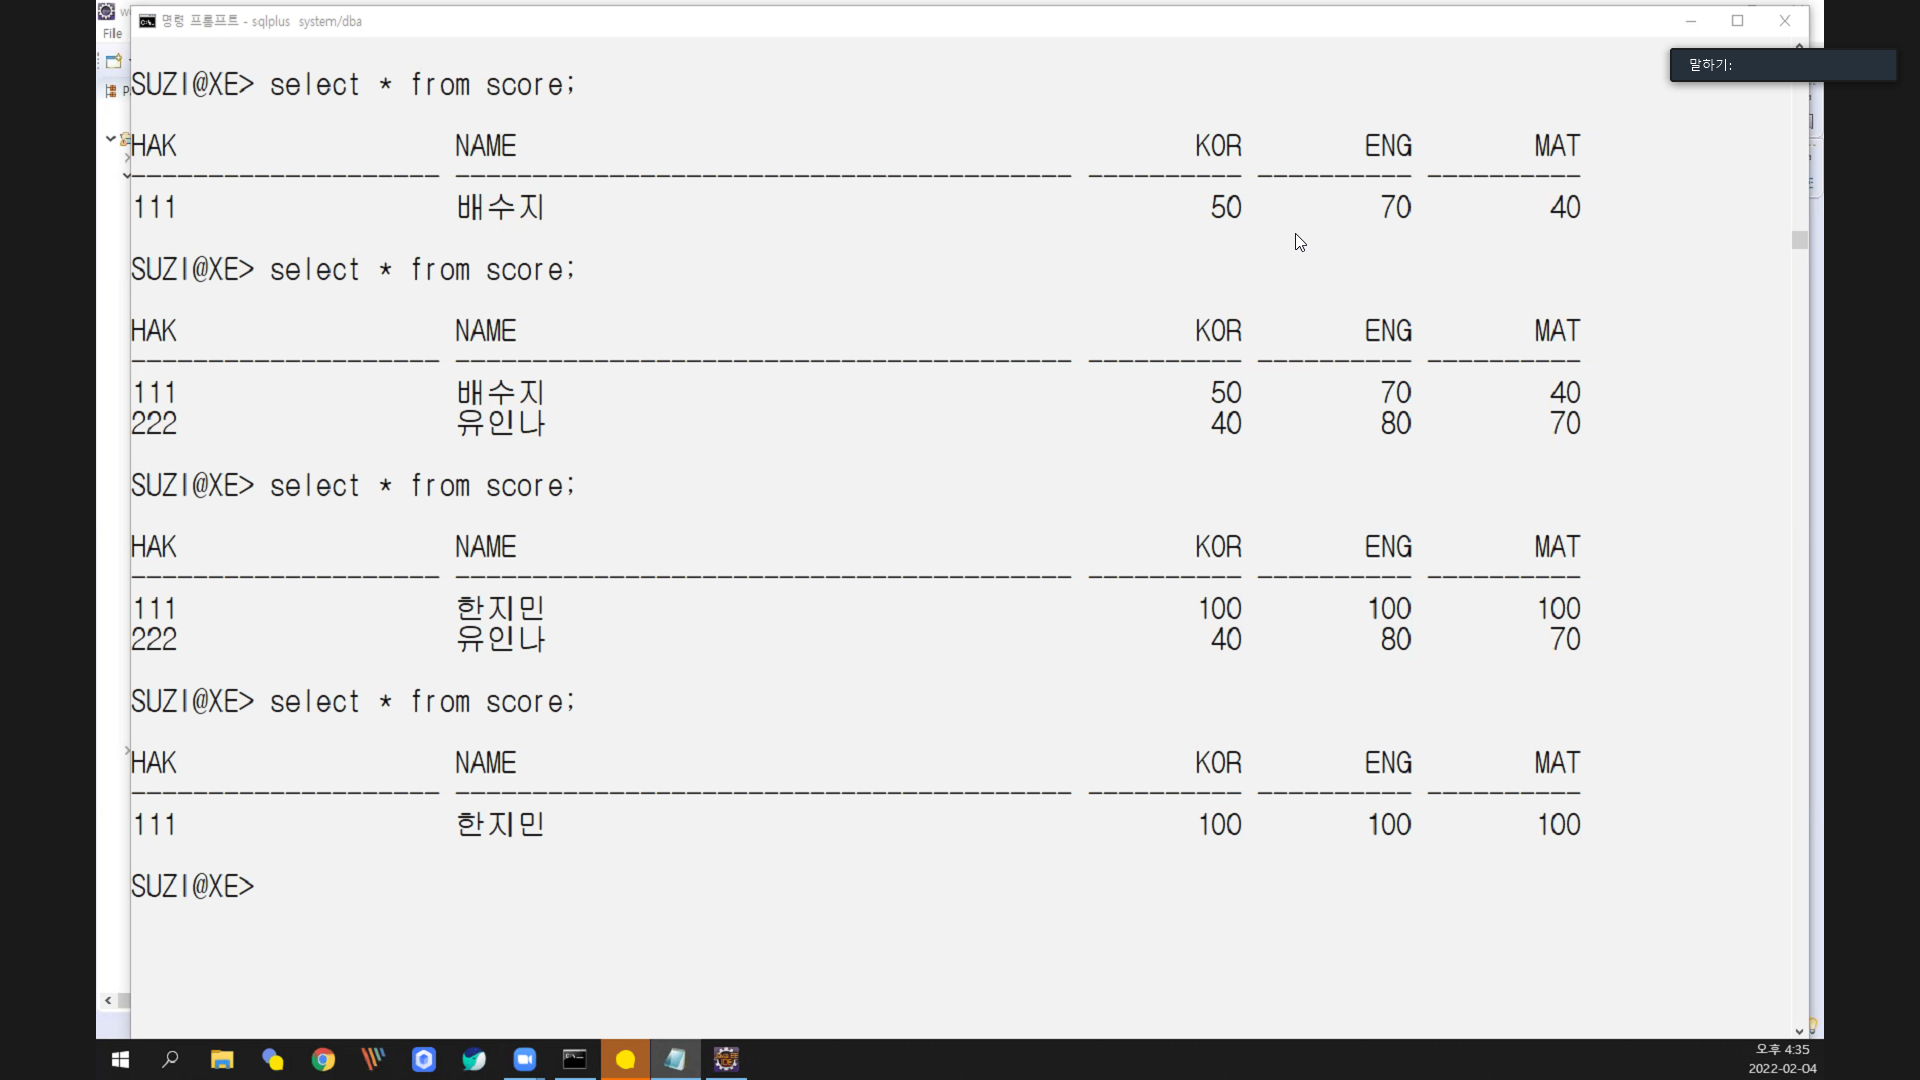 명령 프롬프트 - sqlplus  system/dba
File
말하기:
SUZI@XE> select * from score;
HAK NAME KOR ENG MAT
-------------------- ---------------------------------------- ---------- ---------- ----------
111 배수지 50 70 40
SUZI@XE> select * from score;
HAK NAME KOR ENG MAT
-------------------- ---------------------------------------- ---------- ---------- ----------
111 배수지 50 70 40
222 유인나 40 80 70
SUZI@XE> select * from score;
HAK NAME KOR ENG MAT
-------------------- ---------------------------------------- ---------- ---------- ----------
111 한지민 100 100 100
222 유인나 40 80 70
SUZI@XE> select * from score;
HAK NAME KOR ENG MAT
-------------------- ---------------------------------------- ---------- ---------- ----------
111 한지민 100 100 100
SUZI@XE>
오후 4:35
2022-02-04